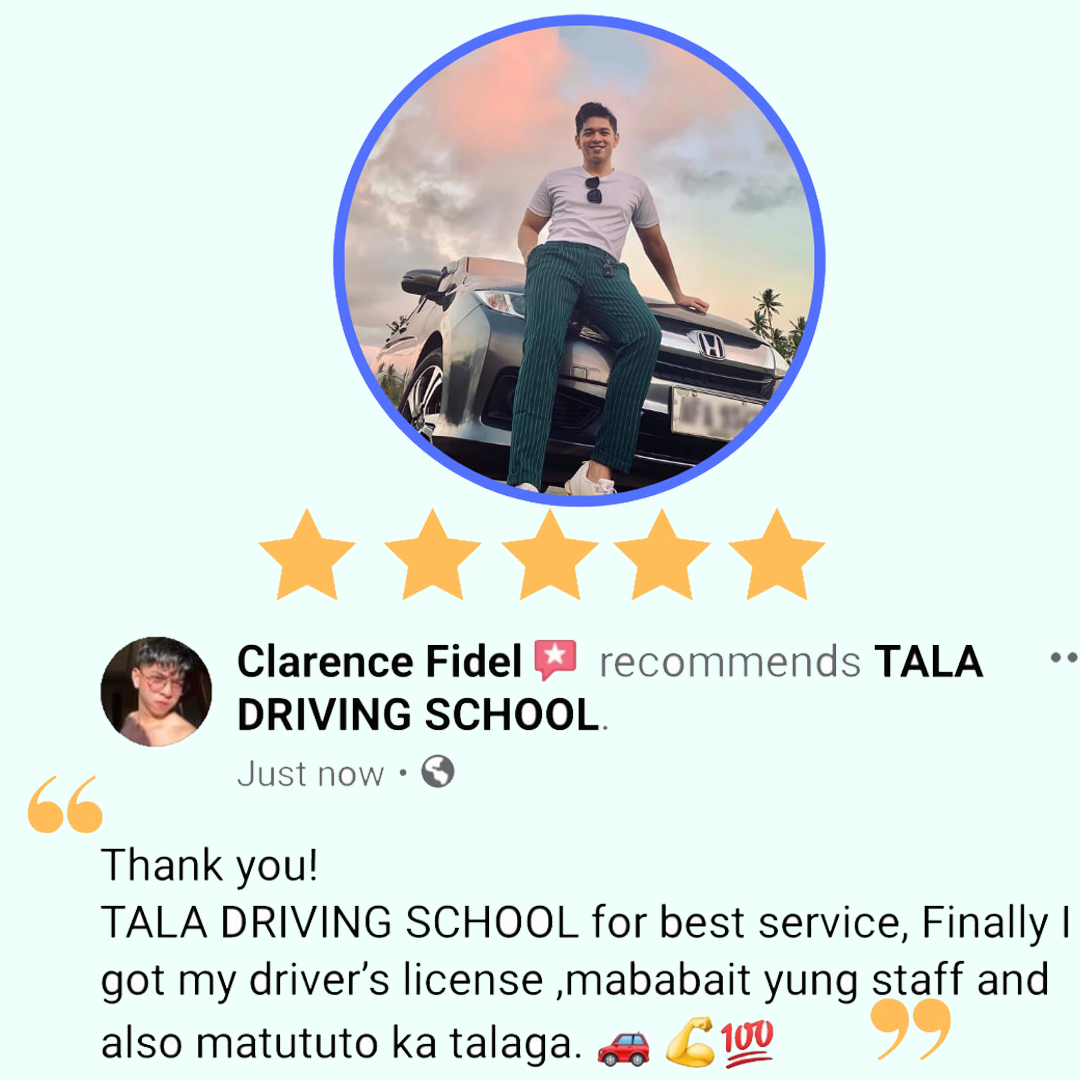 Clarence Fidel recommends TALA
DRIVING SCHOOL.
Just now •
“
Thank you!
TALA DRIVING SCHOOL for best service, Finally I
got my driver’s license ,mababait yung staff and
also matututo ka talaga. 🚗 💪💯
”